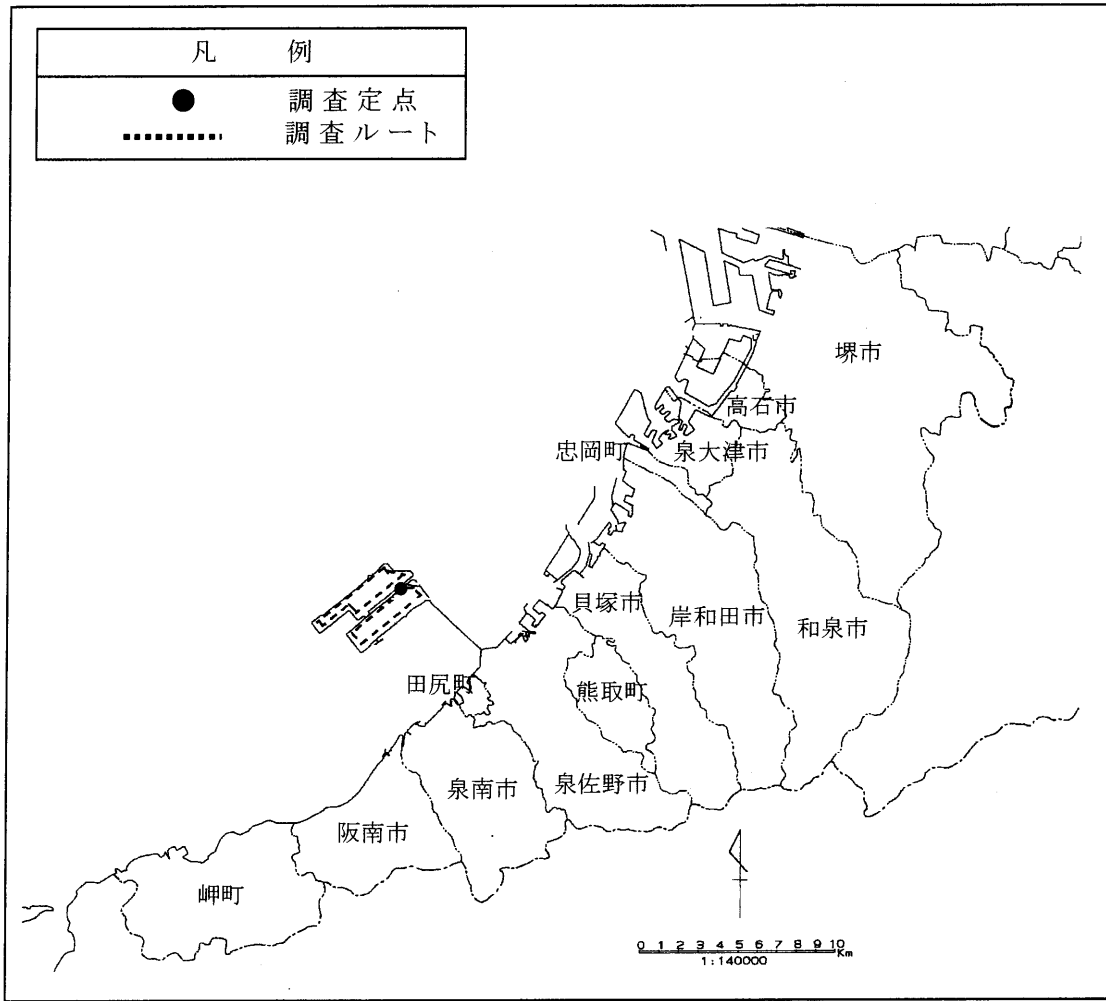 凡 例
調査定点
調査ルート
堺市
高石市
忠岡町
泉大津市
貝塚市
岸和田市
和泉市
田尻町
熊取町
泉南市
泉佐野市
阪南市
岬町
0 1 2 3 4 5 6 7 8 9 10
Km
1:140000